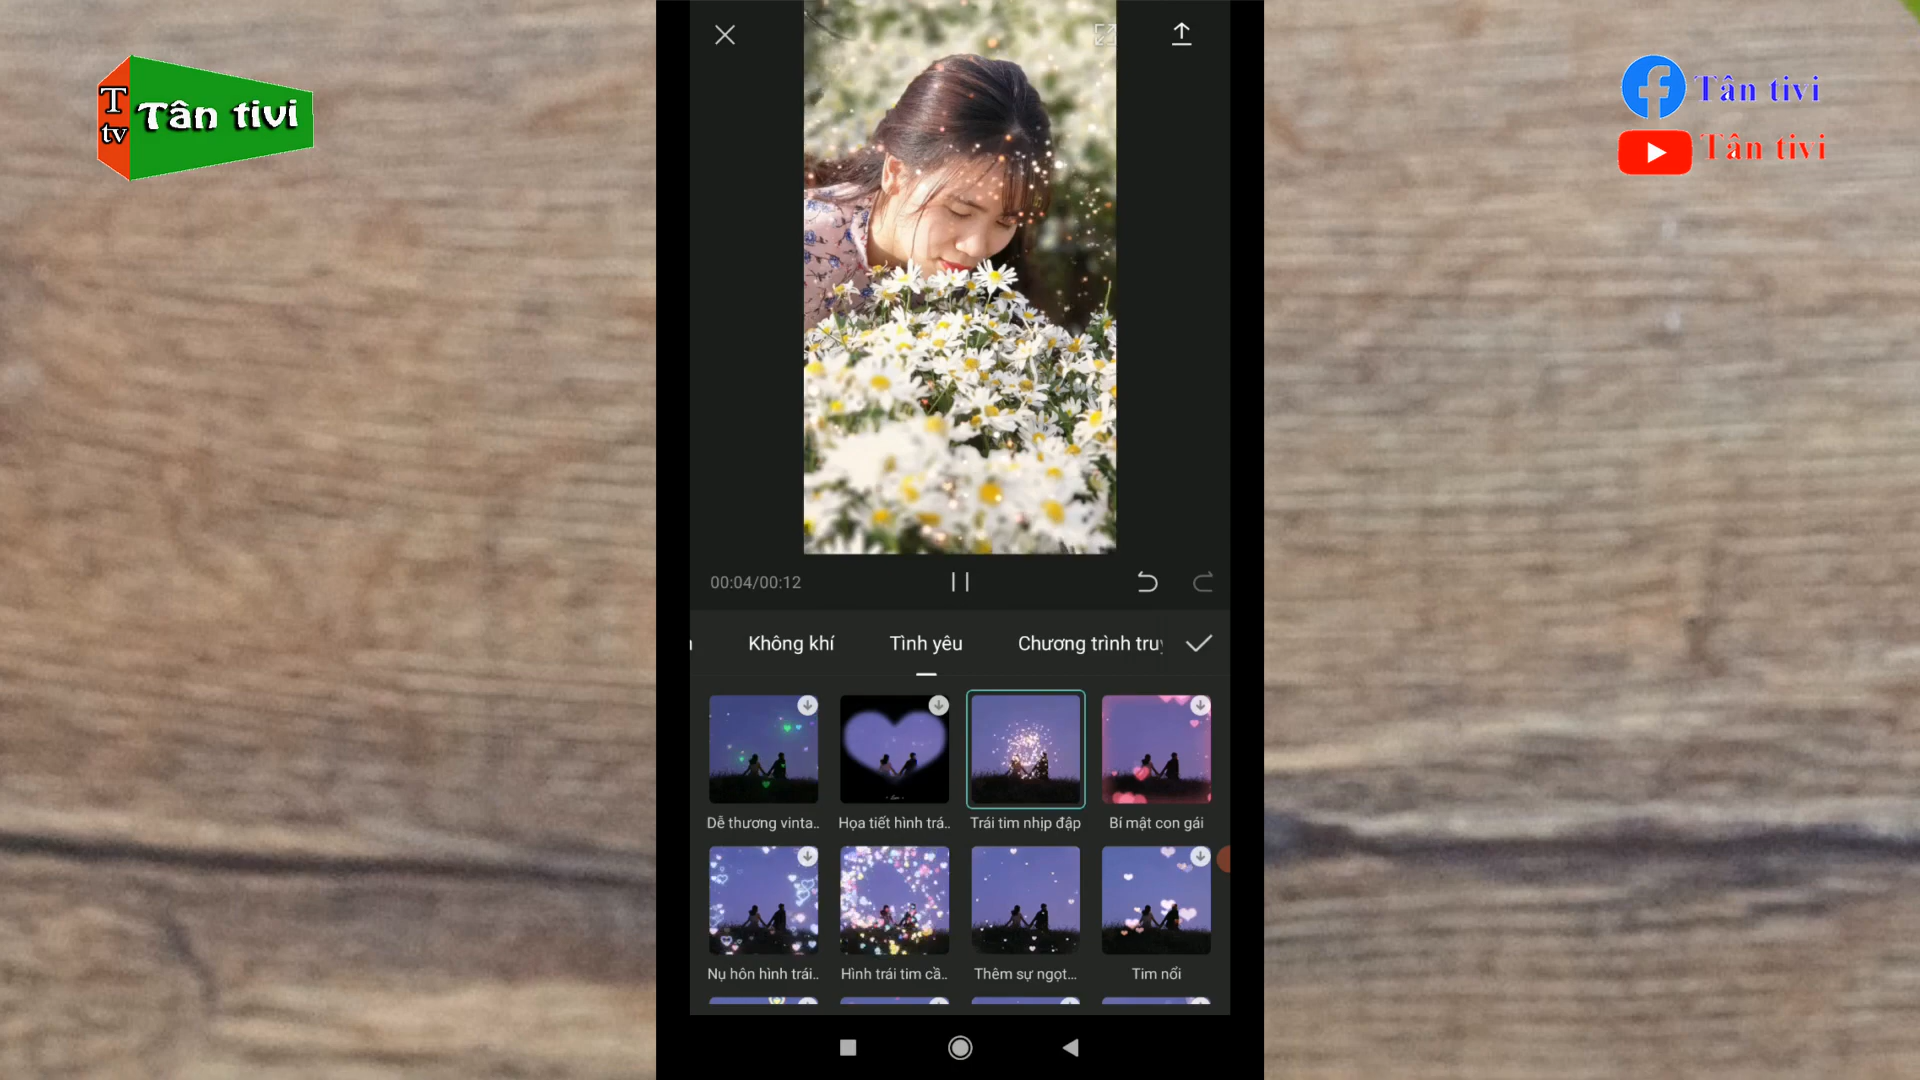 T
tv
Tân tivi
Tân tivi
Tân tivi
00:04/00:12
Không khí
Tình yêu
Chương trình truy
Dễ thương vinta..
Họa tiết hình trá..
Trái tim nhịp đập
Bí mật con gái
Nụ hôn hình trái..
Hình trái tim cầ..
Thêm sự ngọt...
Tim nổi